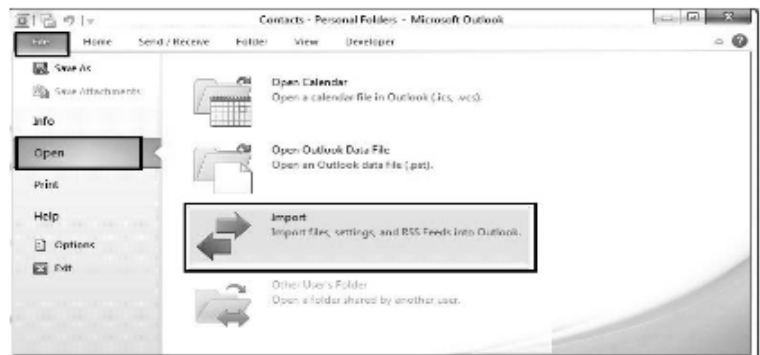 Contacts - Personal Folders - Microsoft Outlook
File Home Send / Receive Folder View Developer
Save As
Save Attachments
Info
Open
Print
Help
Options
Exit
Open Calendar
Open a calendar file in Outlook (.ics, .vcs).
Open Outlook Data File
Open an Outlook data file (.pst).
Import
Import files, settings, and RSS Feeds into Outlook.
Other User's Folder
Open a folder shared by another user.